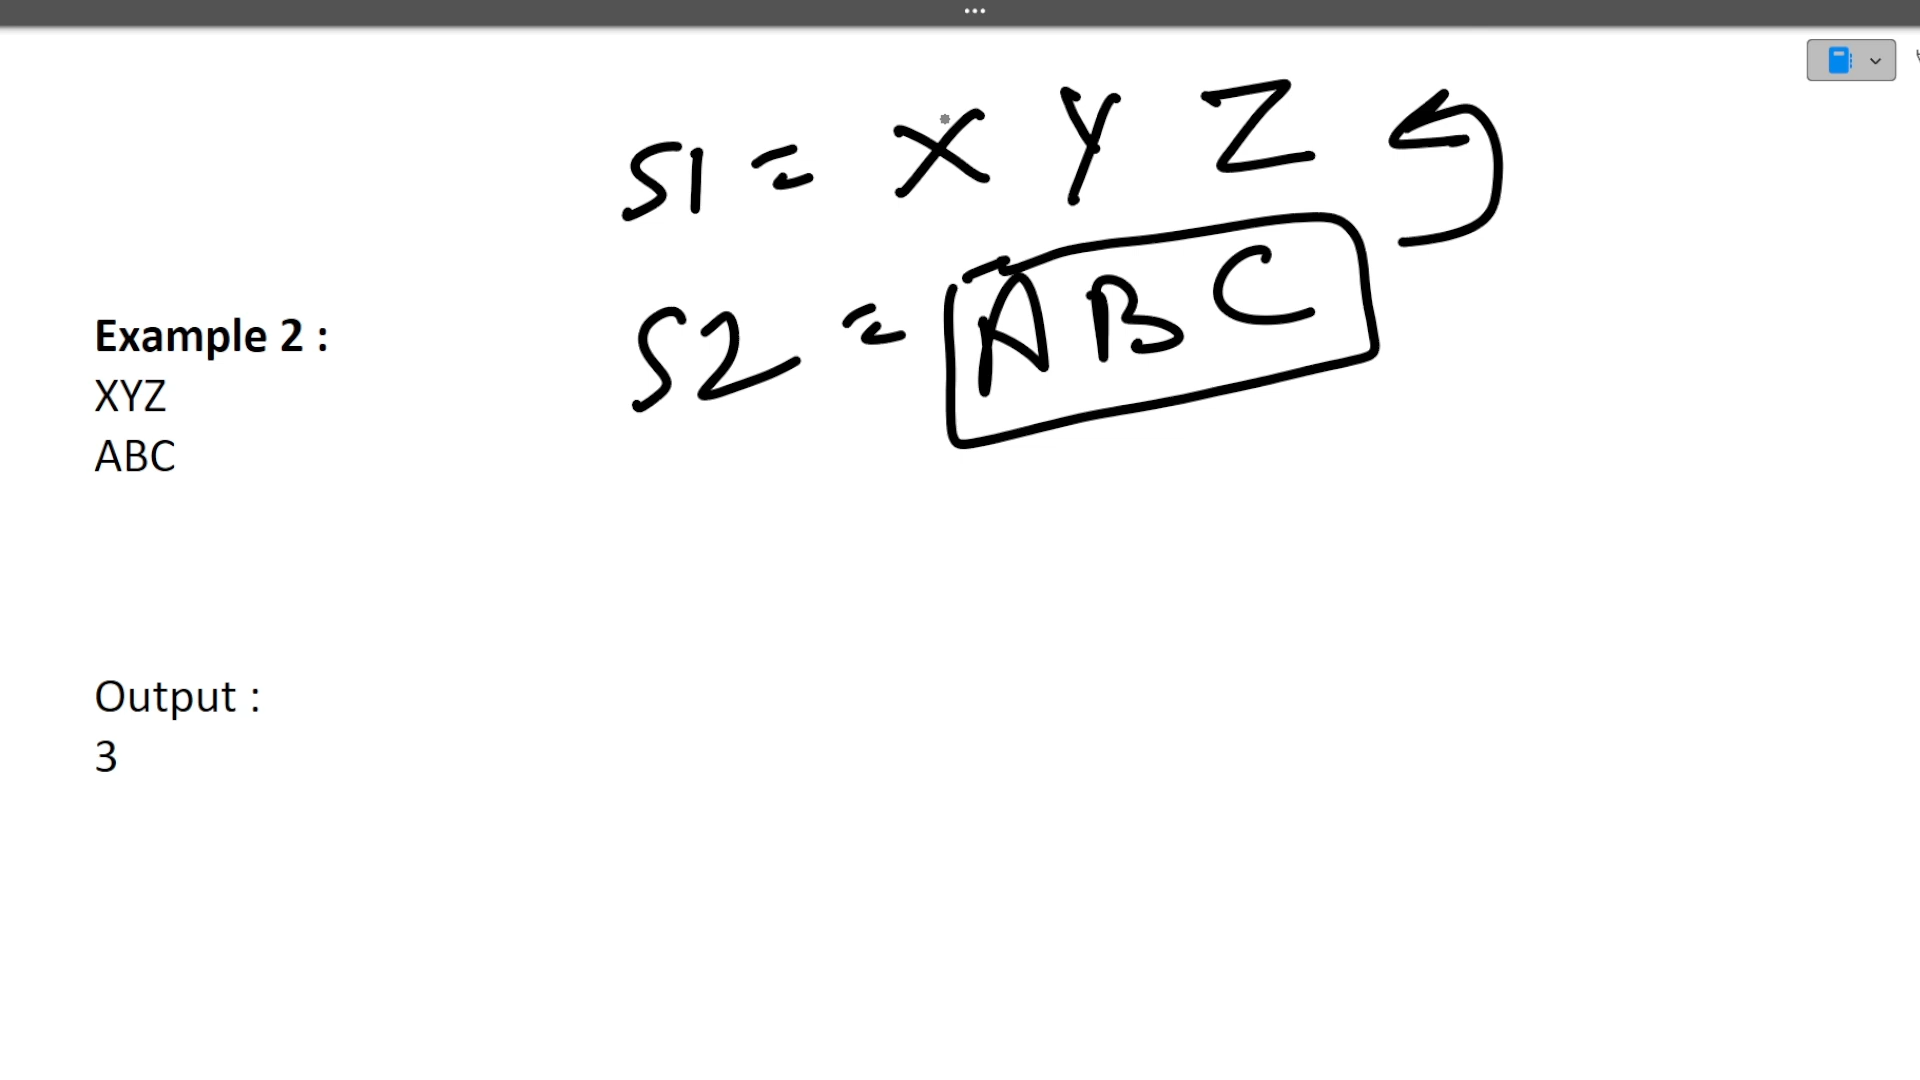 S1 = X Y Z
S2 = A B C
Example 2 :
XYZ
ABC
Output :
3